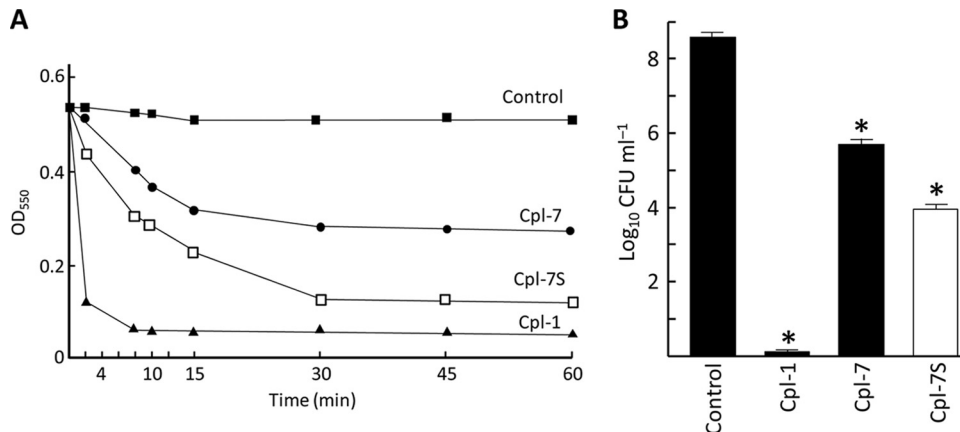 A
0.6
0.4
0.2
0
OD₅₅₀
4
10
15
30
45
60
Time (min)
Control
Cpl-7
Cpl-7S
Cpl-1
B
8
6
4
2
Log₁₀ CFU ml⁻¹
*
*
*
Control
Cpl-1
Cpl-7
Cpl-7S